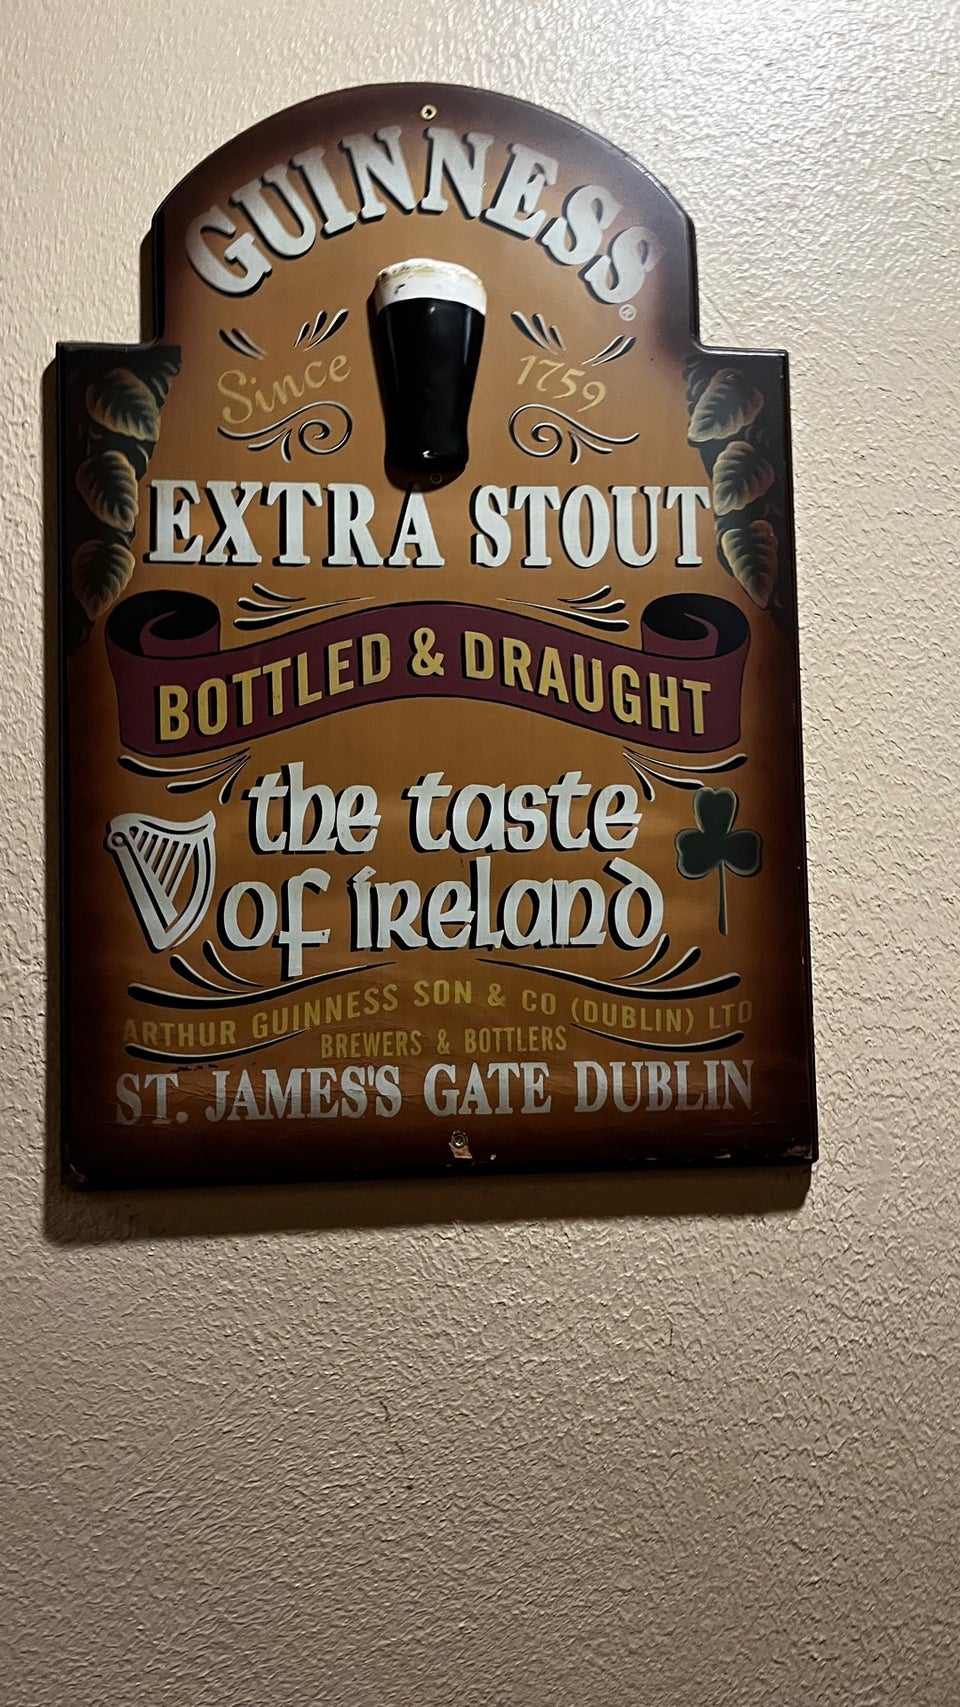 GUINNESS
®
Since 1759
EXTRA STOUT
BOTTLED & DRAUGHT
the taste
of ireland
ARTHUR GUINNESS SON & CO (DUBLIN) LTD
BREWERS & BOTTLERS
ST. JAMES'S GATE DUBLIN